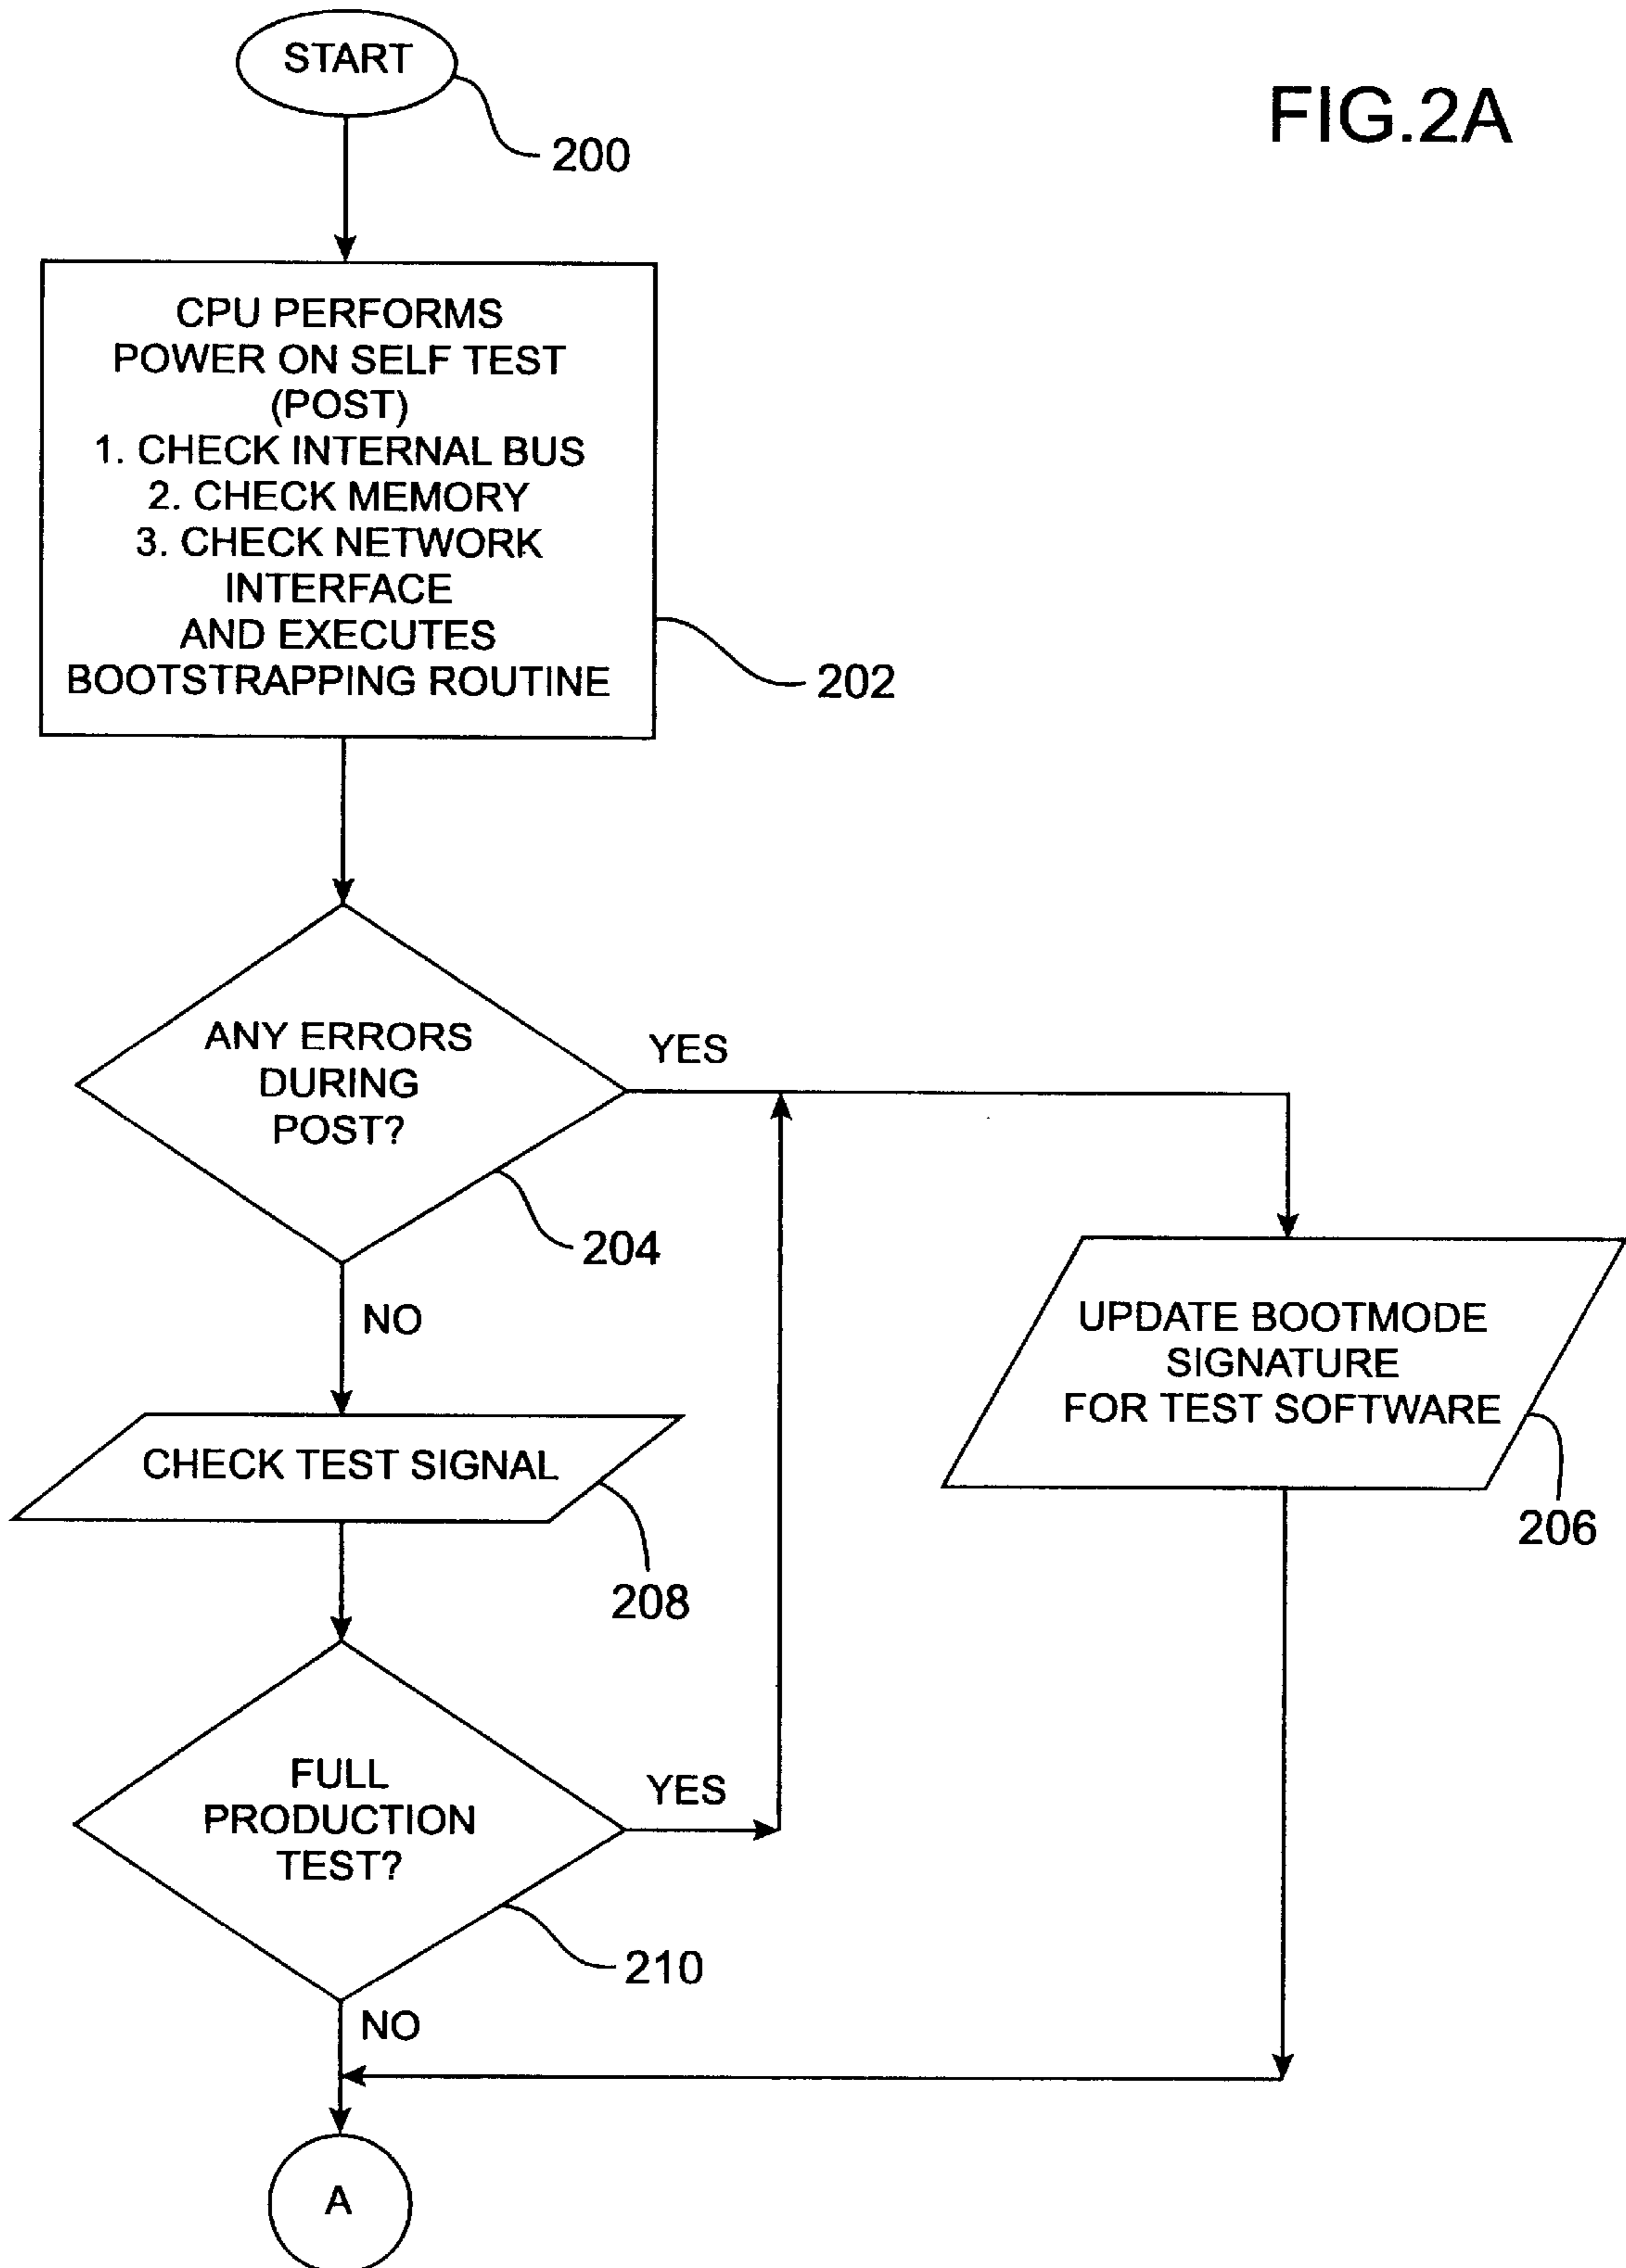 START
FIG.2A
200
CPU PERFORMS
POWER ON SELF TEST
(POST)
1. CHECK INTERNAL BUS
2. CHECK MEMORY
3. CHECK NETWORK
INTERFACE
AND EXECUTES
BOOTSTRAPPING ROUTINE
202
ANY ERRORS
DURING
POST?
YES
204
NO
UPDATE BOOTMODE
SIGNATURE
FOR TEST SOFTWARE
206
CHECK TEST SIGNAL
208
FULL
PRODUCTION
TEST?
YES
210
NO
A